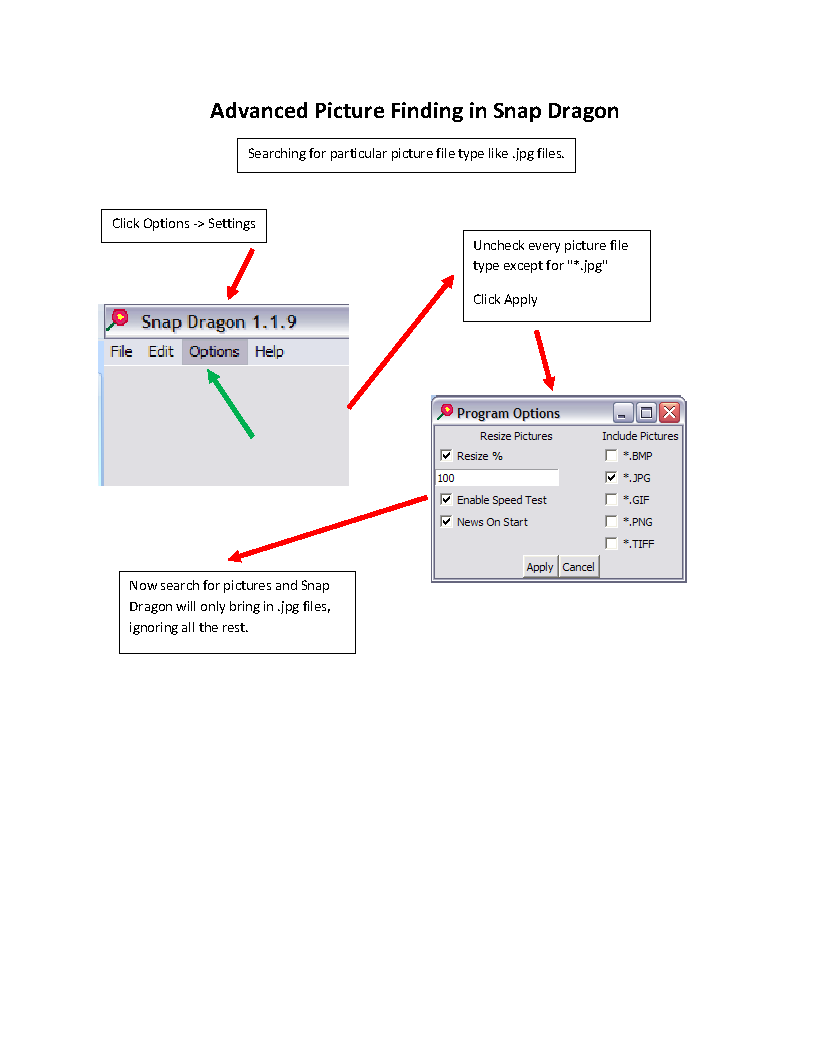 Advanced Picture Finding in Snap Dragon
Searching for particular picture file type like .jpg files.
Click Options -> Settings
Uncheck every picture file
type except for "*.jpg"
Click Apply
Snap Dragon 1.1.9
File Edit Options Help
Program Options
Resize Pictures Include Pictures
Resize % *.BMP
100 *.JPG
Enable Speed Test *.GIF
News On Start *.PNG
*.TIFF
Apply Cancel
Now search for pictures and Snap
Dragon will only bring in .jpg files,
ignoring all the rest.